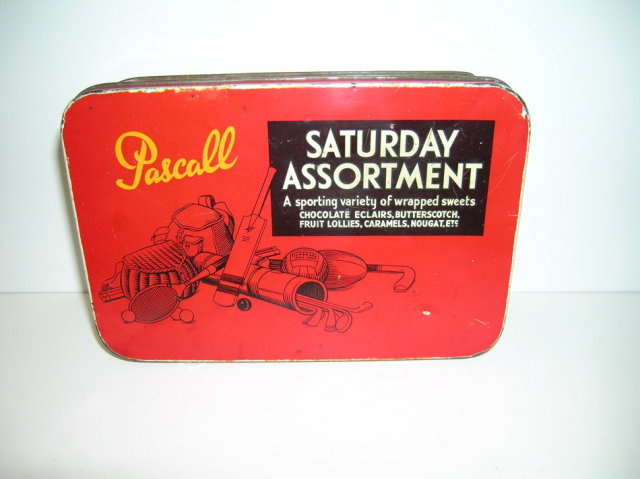 Pascall
SATURDAY
ASSORTMENT
A sporting variety of wrapped sweets
CHOCOLATE ECLAIRS, BUTTERSCOTCH,
FRUIT LOLLIES, CARAMELS, NOUGAT, ETC